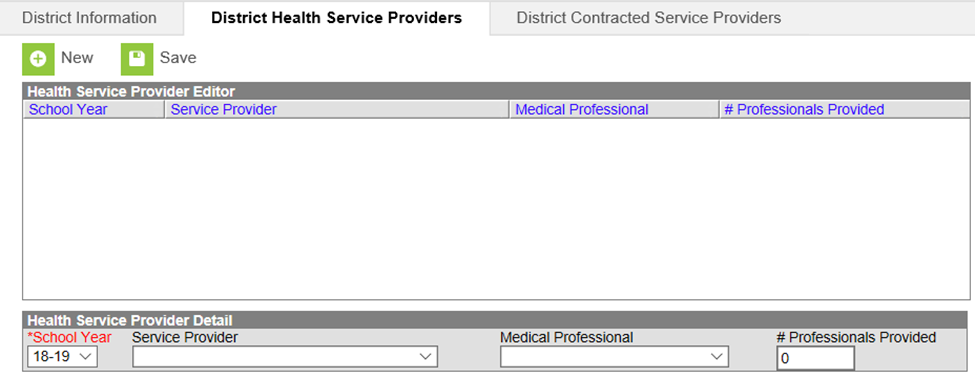 District Information District Health Service Providers District Contracted Service Providers
New Save
Health Service Provider Editor
School Year Service Provider Medical Professional # Professionals Provided
Health Service Provider Detail
*School Year Service Provider Medical Professional # Professionals Provided
18-19 0